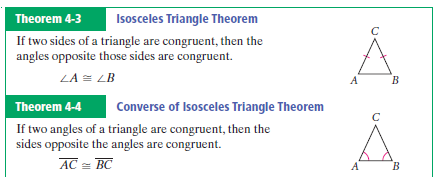 Theorem 4-3 Isosceles Triangle Theorem
If two sides of a triangle are congruent, then the
angles opposite those sides are congruent.
∠A ≅ ∠B
C
A B
Theorem 4-4 Converse of Isosceles Triangle Theorem
If two angles of a triangle are congruent, then the
sides opposite the angles are congruent.
A̅C̅ ≅ B̅C̅
C
A B